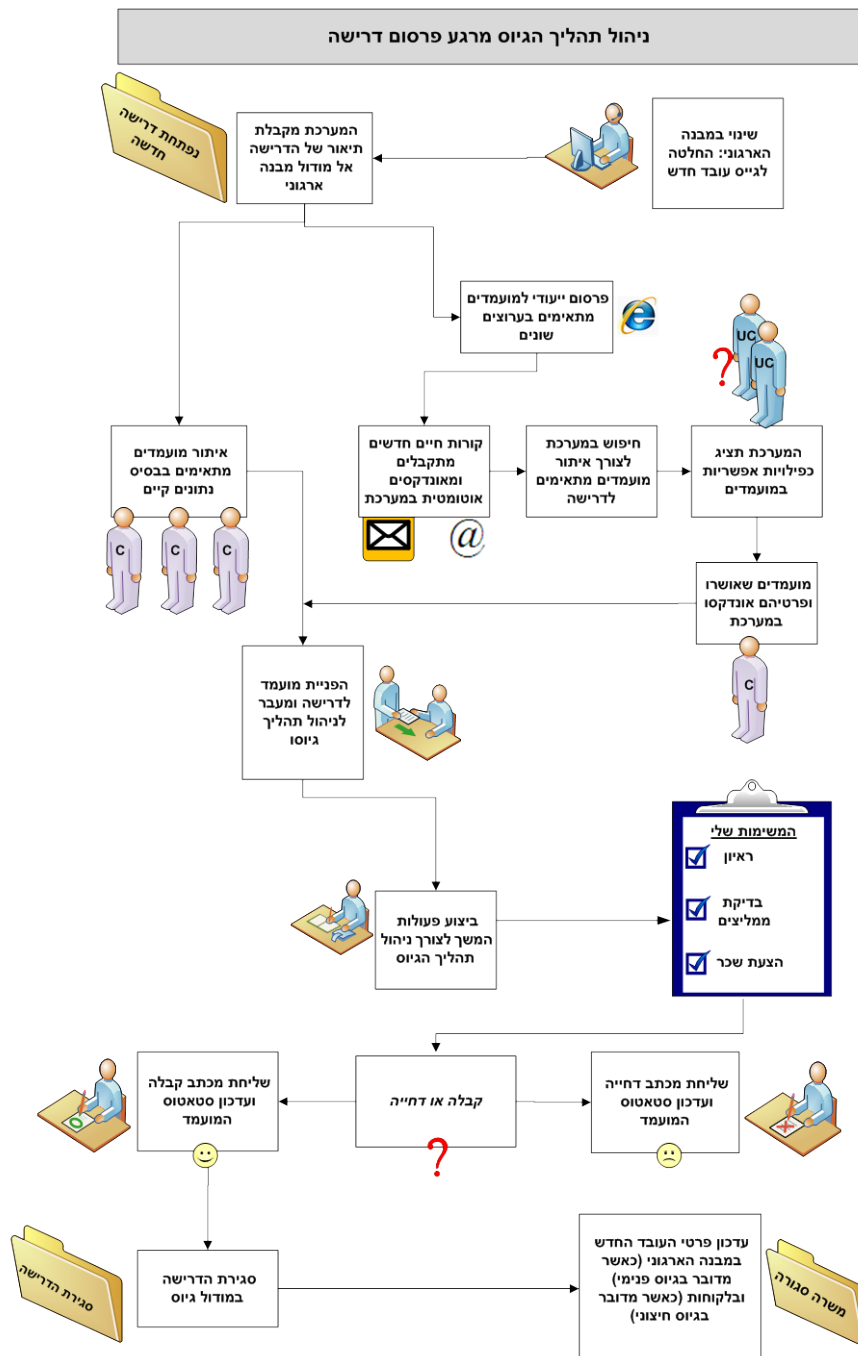 ניהול תהליך הגיוס מרגע פרסום דרישה
שינוי במבנה
הארגוני: החלטה
לגייס עובד חדש
המערכת מקבלת
תיאור של הדרישה
אל מודול מבנה
ארגוני
נפתחת דרישה
חדשה
פרסום ייעודי למועמדים
מתאימים בערוצים
שונים
UC
UC
?
איתור מועמדים
מתאימים בבסיס
נתונים קיים
C
C
C
קורות חיים חדשים
מתקבלים
ומאונדקסים
אוטומטית במערכת
@
חיפוש במערכת
לצורך איתור
מועמדים מתאימים
לדרישה
המערכת תציג
כפילויות אפשריות
במועמדים
מועמדים שאושרו
ופרטיהם אונדקסו
במערכת
C
הפניית מועמד
לדרישה ומעבר
לניהול תהליך
גיוסו
המשימות שלי
ראיון
בדיקת
ממליצים
הצעת שכר
ביצוע פעולות
המשך לצורך ניהול
תהליך הגיוס
שליחת מכתב דחייה
ועדכון סטאטוס
המועמד
קבלה או דחייה
?
שליחת מכתב קבלה
ועדכון סטאטוס
המועמד
סגירת הדרישה
במודול גיוס
סגירת הדרישה
עדכון פרטי העובד החדש
במבנה הארגוני (כאשר
מדובר בגיוס פנימי)
ובלקוחות (כאשר מדובר
בגיוס חיצוני)
משרה סגורה